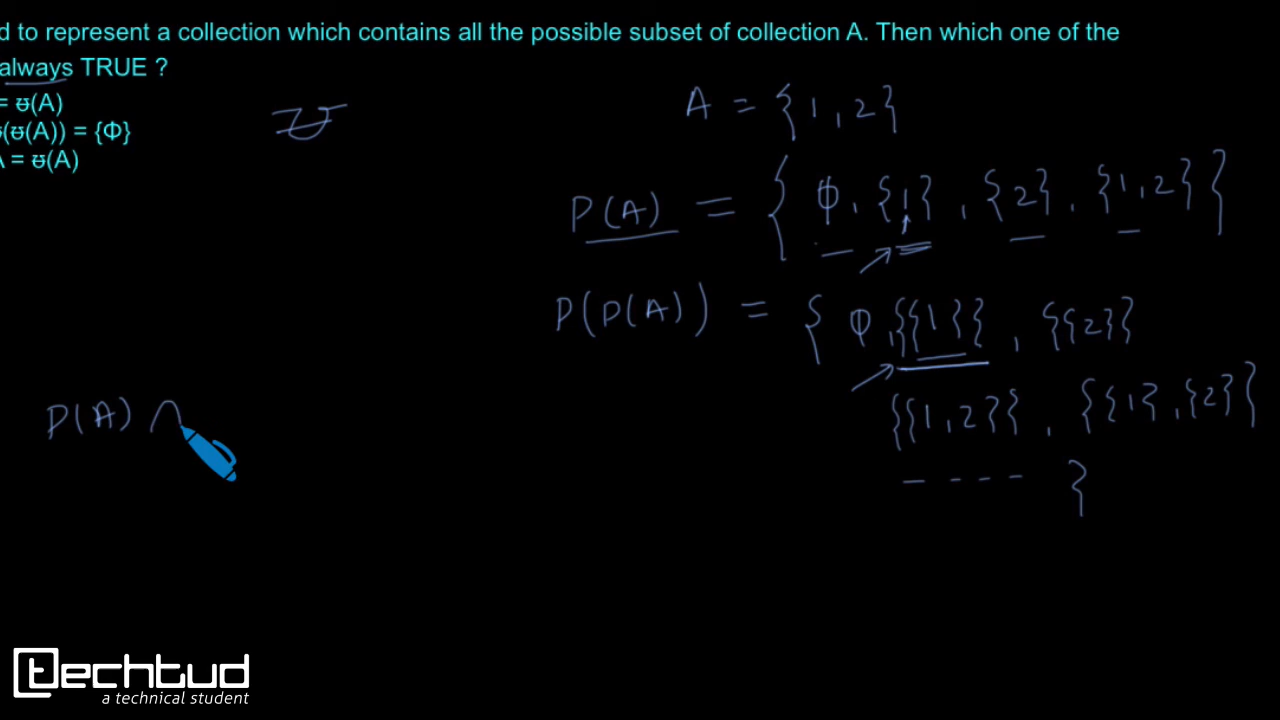 d to represent a collection which contains all the possible subset of collection A. Then which one of the
always TRUE ?
= ʊ̶(A)
(ʊ̶(A)) = {Φ}
A = ʊ̶(A)
A = {1, 2}
P(A) = { Φ, {1}, {2}, {1, 2} }
P(P(A)) = { Φ, {{1}}, {{2}}
{{1, 2}}, {{1}, {2}}
- - - - }
P(A) ∩
techtud
a technical student